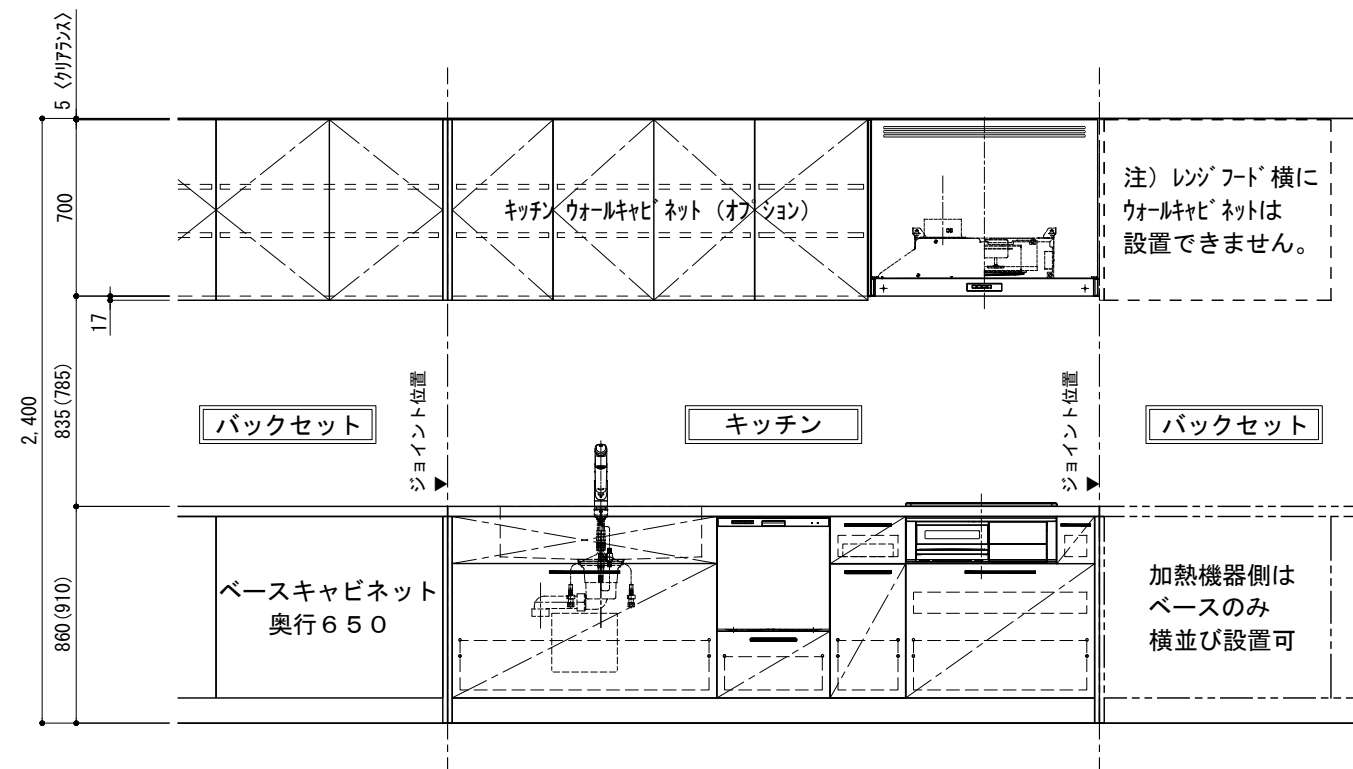 5 〈ｸﾘｱﾗﾝｽ〉
700
17
2,400
835(785)
860(910)
キッチン ウォールキャビネット (オプション)
注) ﾚﾝｼﾞﾌｰﾄﾞ横に
ｳｫｰﾙｷｬﾋﾞﾈｯﾄは
設置できません。
バックセット
ジョイント位置
キッチン
ジョイント位置
バックセット
ベースキャビネット
奥行650
加熱機器側は
ベースのみ
横並び設置可